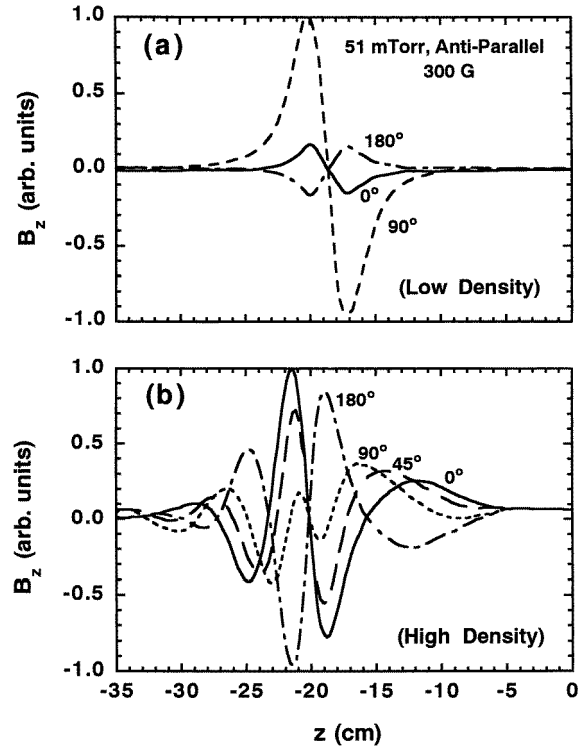 (a)
51 mTorr, Anti-Parallel
300 G
1.0
0.5
0.0
-0.5
-1.0
B_z (arb. units)
180°
0°
90°
(Low Density)
(b)
1.0
0.5
0.0
-0.5
-1.0
B_z (arb. units)
180°
90°
45°
0°
(High Density)
-35 -30 -25 -20 -15 -10 -5 0
z (cm)